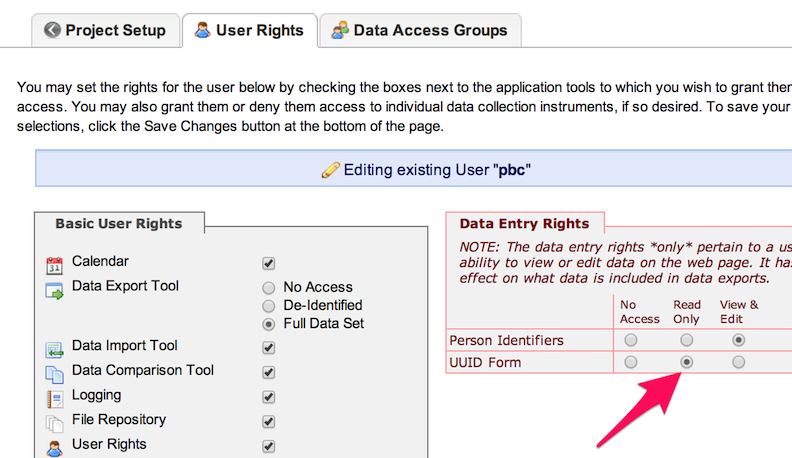 Project Setup
User Rights
Data Access Groups
You may set the rights for the user below by checking the boxes next to the application tools to which you wish to grant
access. You may also grant them or deny them access to individual data collection instruments, if so desired. To save your
selections, click the Save Changes button at the bottom of the page.
Editing existing User "pbc"
Basic User Rights
Calendar
31
Data Export Tool
No Access
De-Identified
Full Data Set
Data Import Tool
Data Comparison Tool
Logging
File Repository
User Rights
Data Entry Rights
NOTE: The data entry rights *only* pertain to a
ability to view or edit data on the web page. It
effect on what data is included in data exports.
No
Access
Read
Only
View &
Edit
Person Identifiers
UUID Form